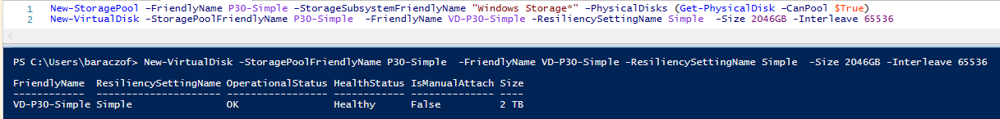 1 New-StoragePool -FriendlyName P30-Simple -StorageSubsystemFriendlyName "Windows Storage*" -PhysicalDisks (Get-PhysicalDisk -CanPool $True)
2 New-VirtualDisk -StoragePoolFriendlyName P30-Simple -FriendlyName VD-P30-Simple -ResiliencySettingName Simple -Size 2046GB -Interleave 65536
PS C:\Users\baraczof> New-VirtualDisk -StoragePoolFriendlyName P30-Simple -FriendlyName VD-P30-Simple -ResiliencySettingName Simple -Size 2046GB -Interleave 65536
FriendlyName ResiliencySettingName OperationalStatus HealthStatus IsManualAttach Size
------------ --------------------- ----------------- ------------ -------------- ----
VD-P30-Simple Simple OK Healthy False 2 TB